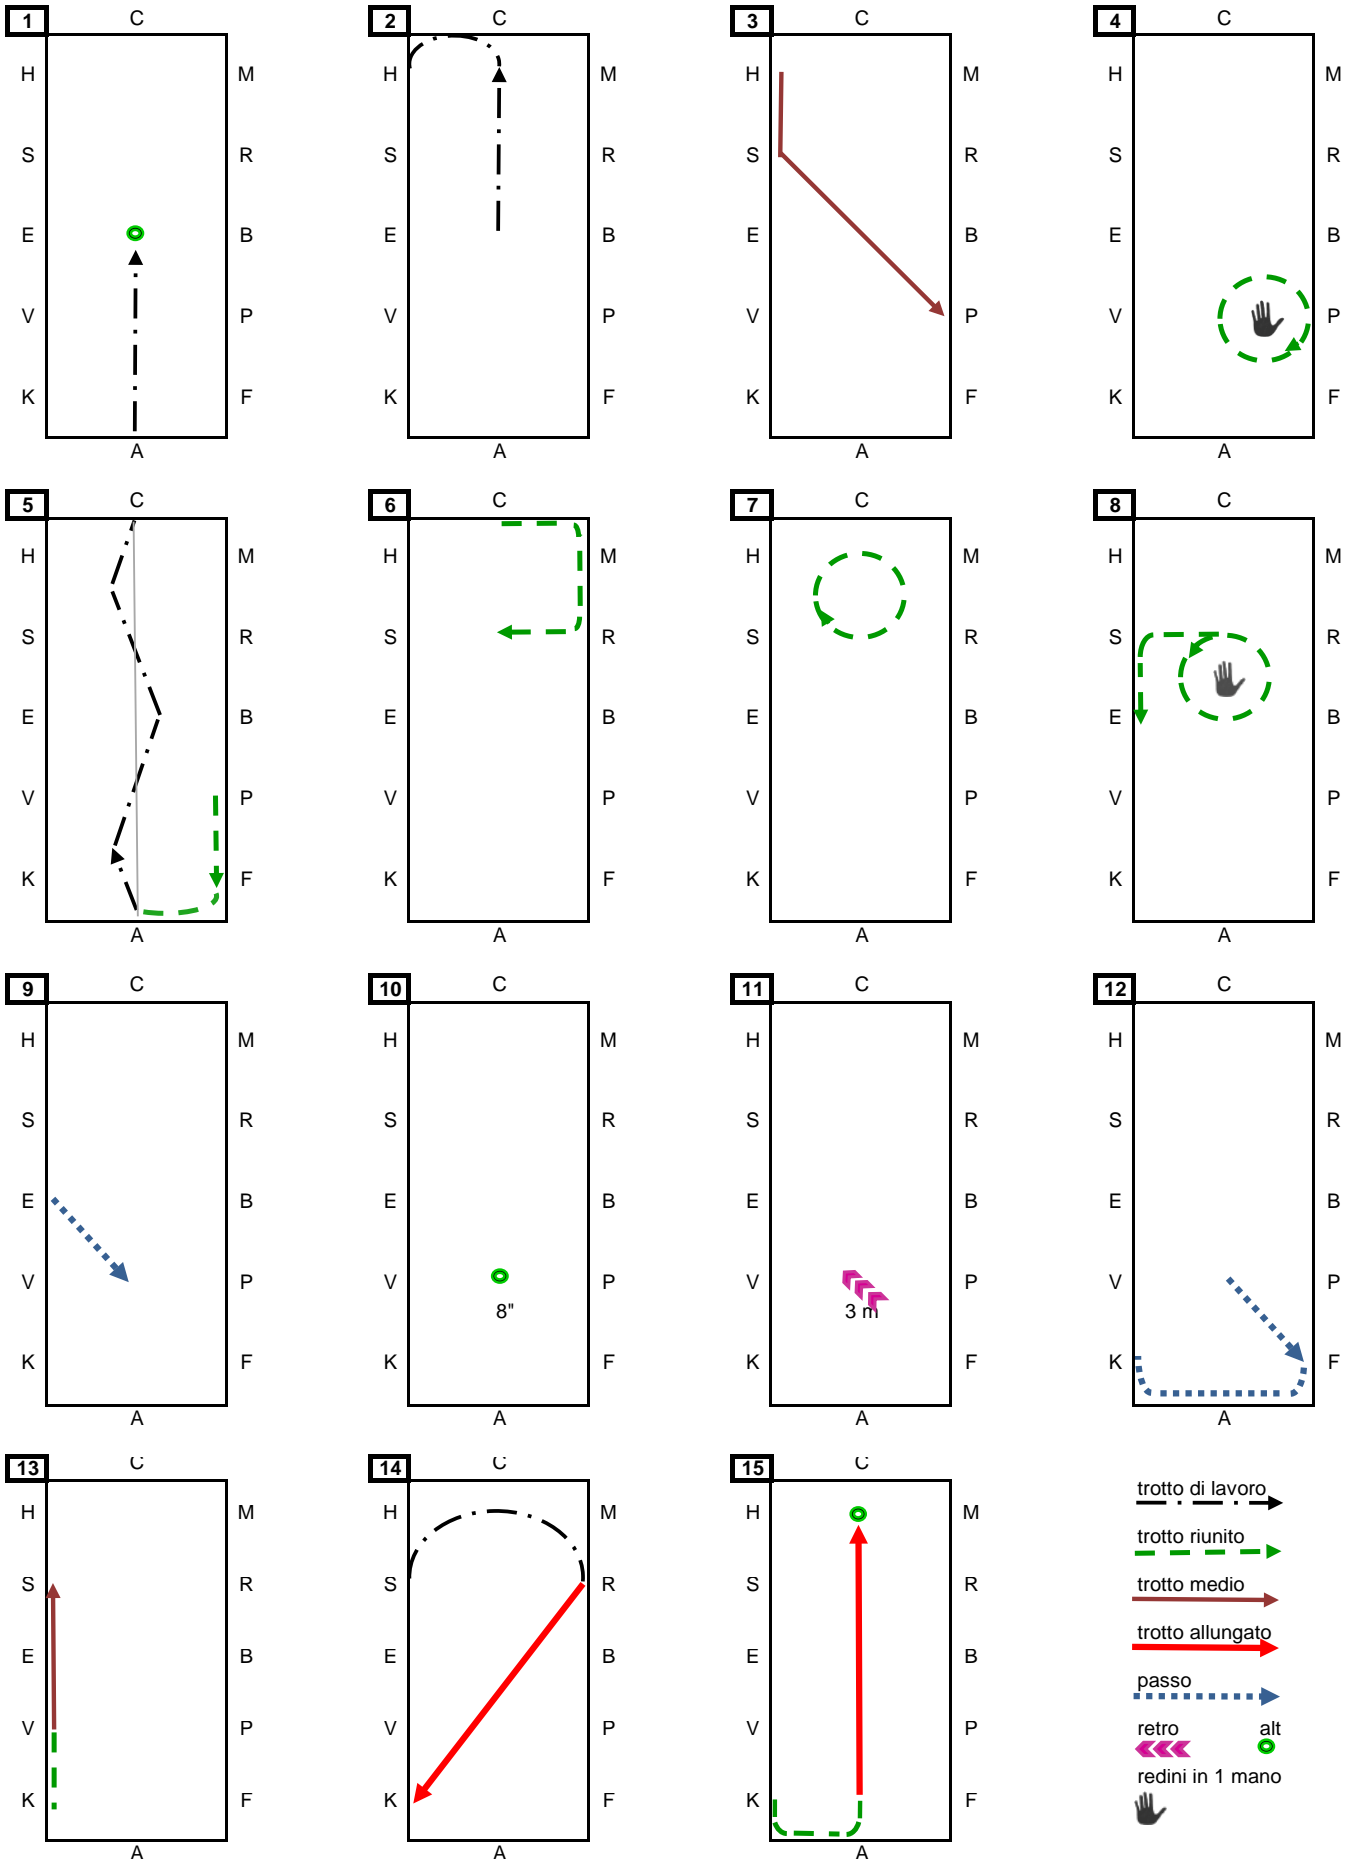 1 C 2 C 3 C 4 C
H M H M H M H M
S R S R S R S R
E B E B E B E B
V P V P V P V P
K F K F K F K F
A A A A
5 C 6 C 7 C 8 C
H M H M H M H M
S R S R S R S R
E B E B E B E B
V P V P V P V P
K F K F K F K F
A A A A
9 C 10 C 11 C 12 C
H M H M H M H M
S R S R S R S R
E B E B E B E B
V P V P V P V P
8" 3 m
K F K F K F K F
A A A A
13 C 14 C 15 C
H M H M H M
S R S R S R
E B E B E B
V P V P V P
K F K F K F
A A A
trotto di lavoro
trotto riunito
trotto medio
trotto allungato
passo
retro alt
redini in 1 mano